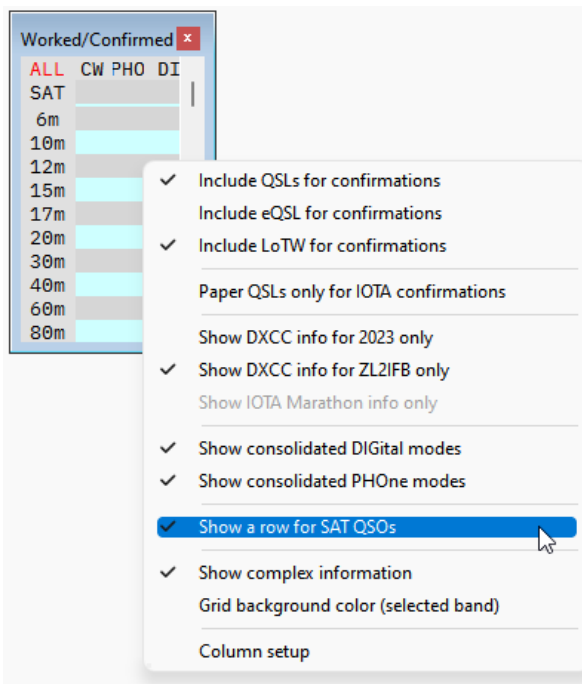 Worked/Confirmed x
ALL CW PHO DI
SAT
6m
10m
12m
15m
17m
20m
30m
40m
60m
80m
Include QSLs for confirmations
Include eQSL for confirmations
Include LoTW for confirmations
Paper QSLs only for IOTA confirmations
Show DXCC info for 2023 only
Show DXCC info for ZL2IFB only
Show IOTA Marathon info only
Show consolidated DIGital modes
Show consolidated PHOne modes
Show a row for SAT QSOs
Show complex information
Grid background color (selected band)
Column setup